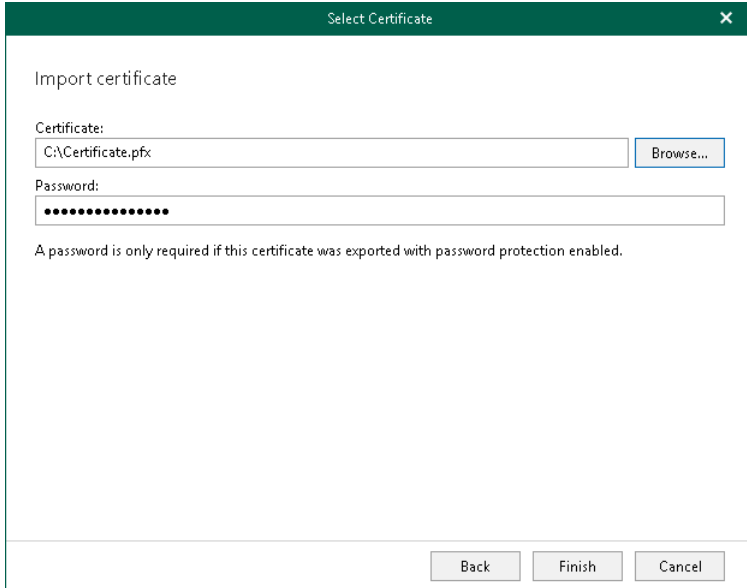 Select Certificate
Import certificate
Certificate:
C:\Certificate.pfx
Browse...
Password:
●●●●●●●●●●●●●●●
A password is only required if this certificate was exported with password protection enabled.
Back
Finish
Cancel